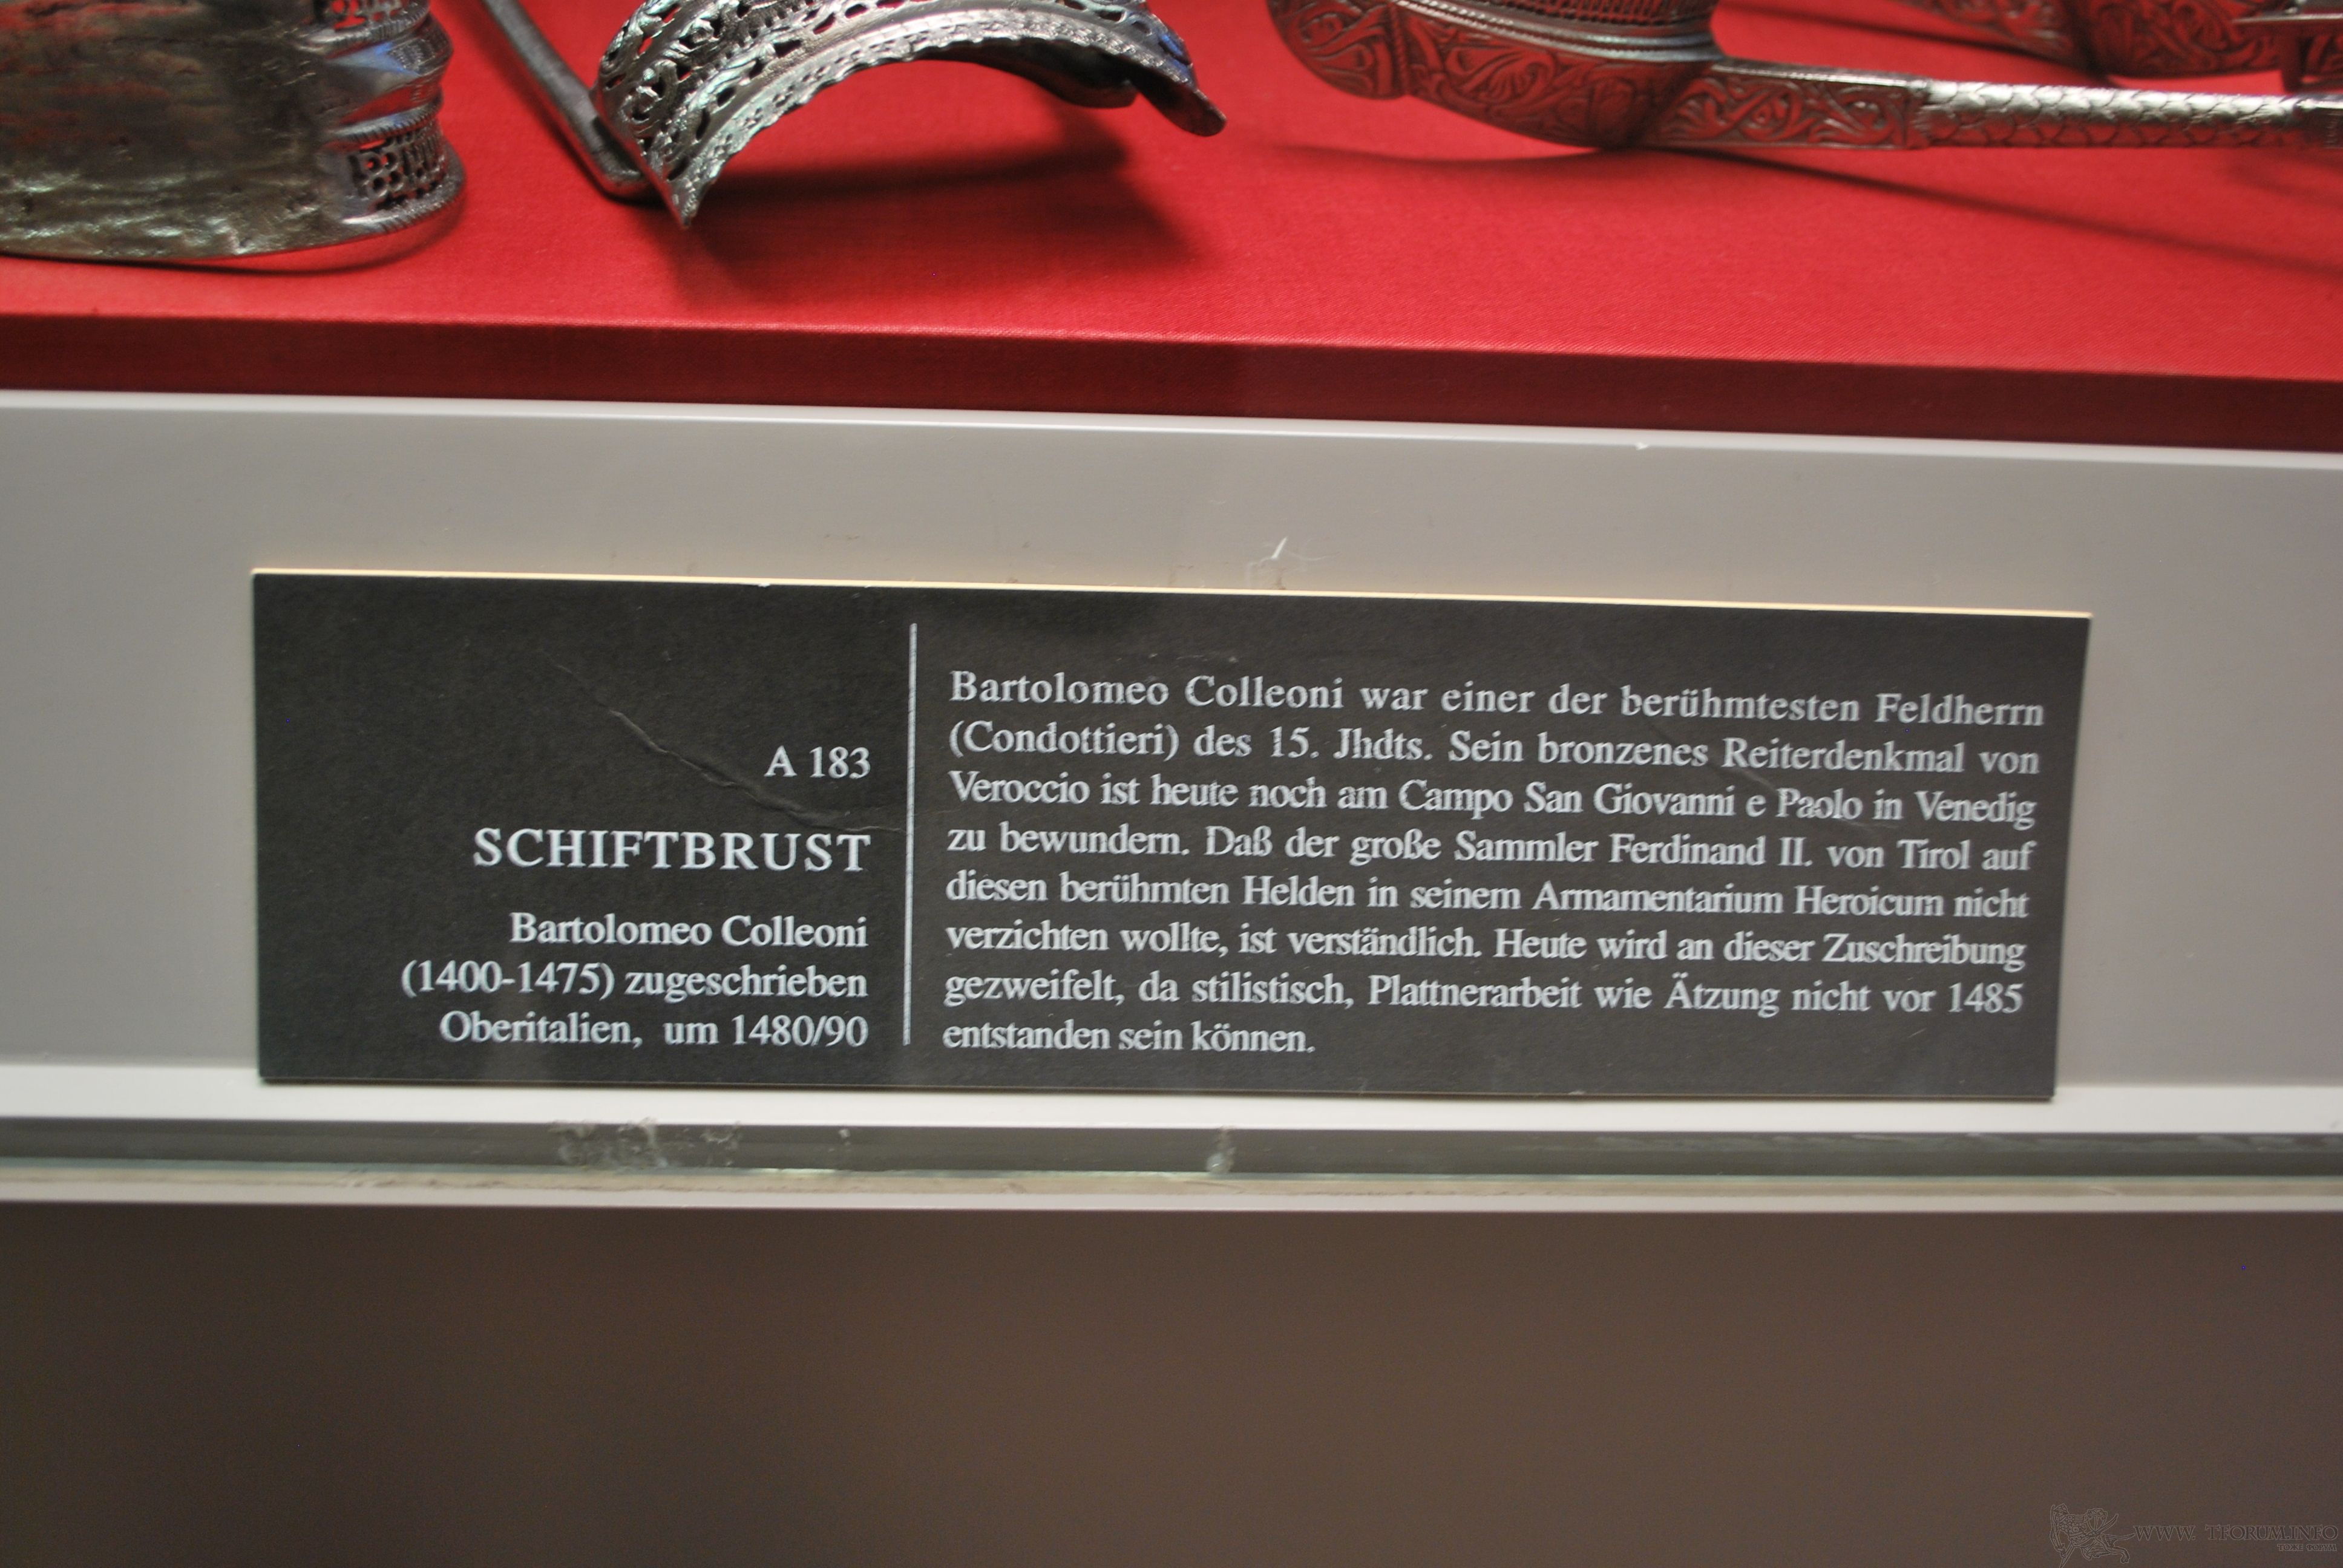 A 183
SCHIFTBRUST
Bartolomeo Colleoni
(1400-1475) zugeschrieben
Oberitalien, um 1480/90
Bartolomeo Colleoni war einer der berühmtesten Feldherrn
(Condottieri) des 15. Jhdts. Sein bronzenes Reiterdenkmal von
Veroccio ist heute noch am Campo San Giovanni e Paolo in Venedig
zu bewundern. Daß der große Sammler Ferdinand II. von Tirol auf
diesen berühmten Helden in seinem Armamentarium Heroicum nicht
verzichten wollte, ist verständlich. Heute wird an dieser Zuschreibung
gezweifelt, da stilistisch, Plattnerarbeit wie Ätzung nicht vor 1485
entstanden sein können.
WWW. TFORUM.INFO